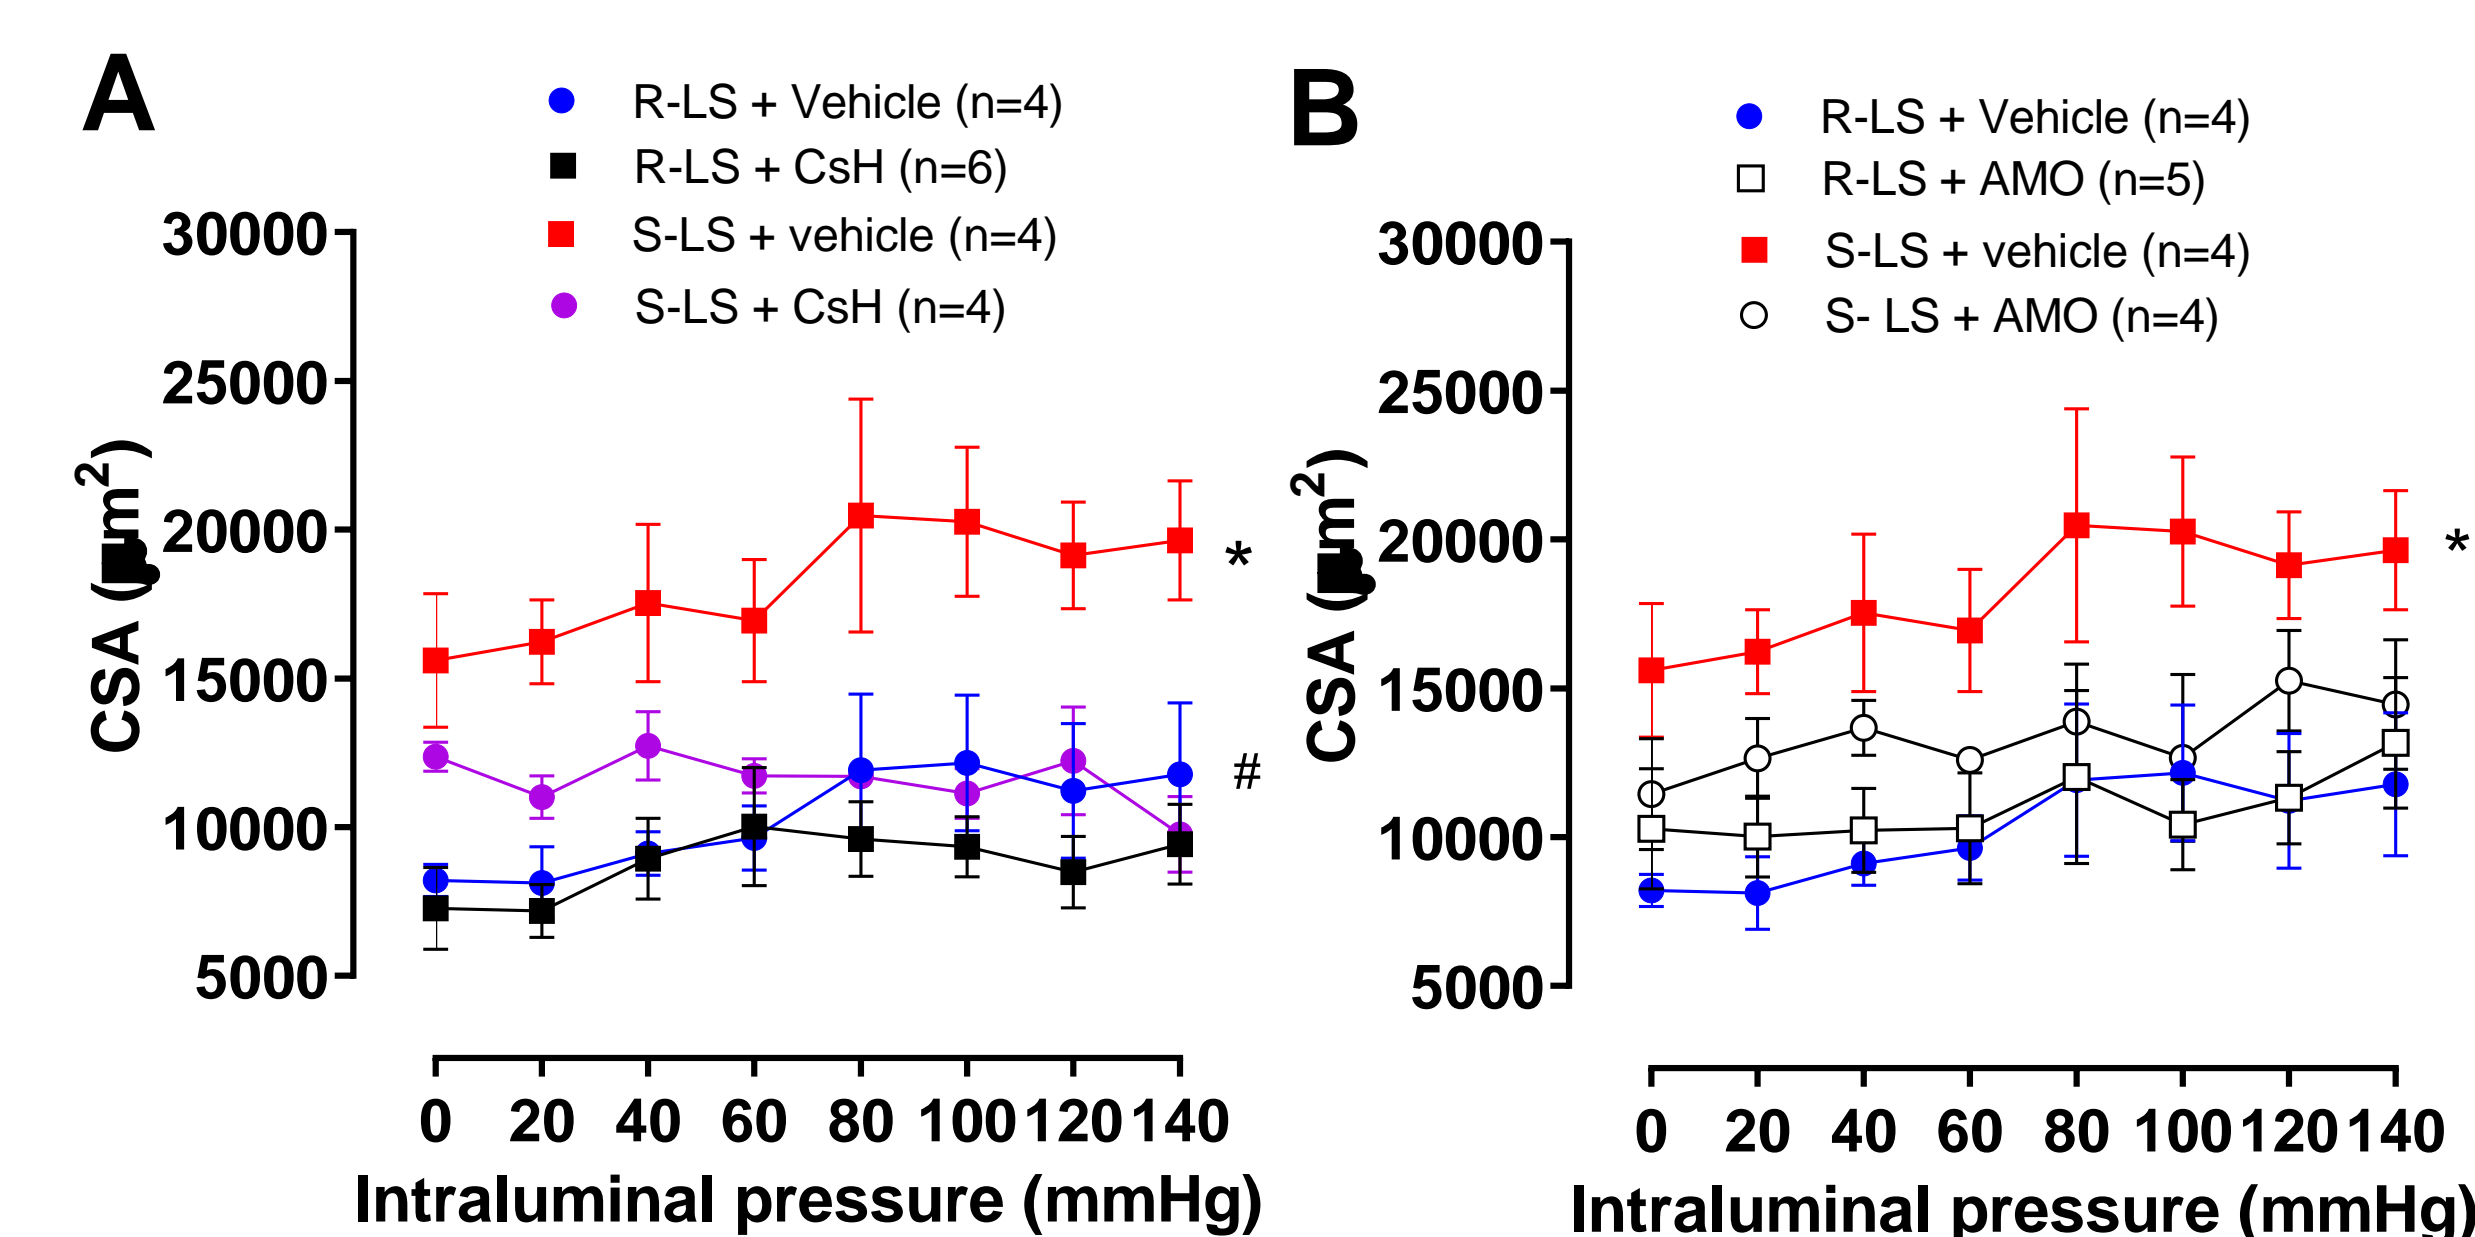 A
R-LS + Vehicle (n=4)
R-LS + CsH (n=6)
S-LS + vehicle (n=4)
S-LS + CsH (n=4)
30000
25000
20000
15000
10000
5000
CSA (μm²)
*
#
0 20 40 60 80 100 120 140
Intraluminal pressure (mmHg)
B
R-LS + Vehicle (n=4)
R-LS + AMO (n=5)
S-LS + vehicle (n=4)
S- LS + AMO (n=4)
30000
25000
20000
15000
10000
5000
CSA (μm²)
*
0 20 40 60 80 100 120 140
Intraluminal pressure (mmHg)